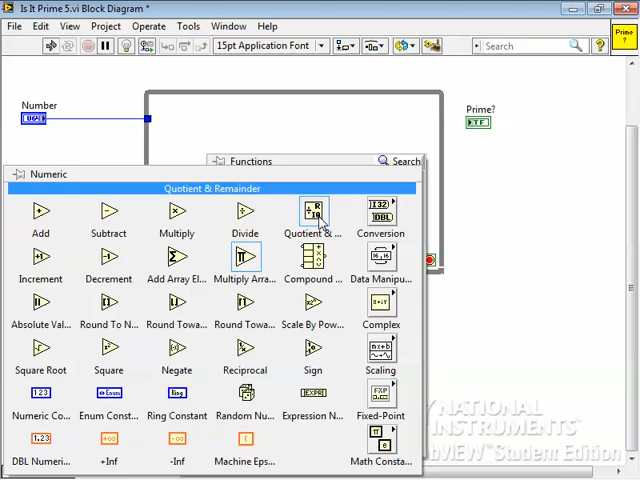 Is It Prime 5.vi Block Diagram *
File Edit View Project Operate Tools Window Help
15pt Application Font
Search
Prime ?
Number
U64
Prime?
TF
Functions
Search
Numeric
Quotient & Remainder
Add Subtract Multiply Divide Quotient & ... Conversion
Increment Decrement Add Array El... Multiply Arra... Compound ... Data Manipu...
Absolute Val... Round To N... Round Towa... Round Towa... Scale By Pow... Complex
Square Root Square Negate Reciprocal Sign Scaling
Numeric Co... Enum Const... Ring Constant Random Nu... Expression N... Fixed-Point
DBL Numeri... +Inf -Inf Machine Eps... Math Consta...
NATIONAL
INSTRUMENTS
bVIEW Student Edition